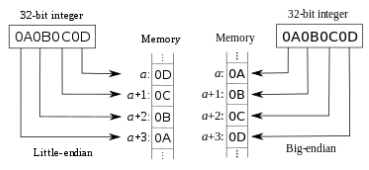 32-bit integer
0A0B0C0D
Memory
a: 0D
a+1: 0C
a+2: 0B
a+3: 0A
Little-endian
32-bit integer
0A0B0C0D
Memory
a: 0A
a+1: 0B
a+2: 0C
a+3: 0D
Big-endian